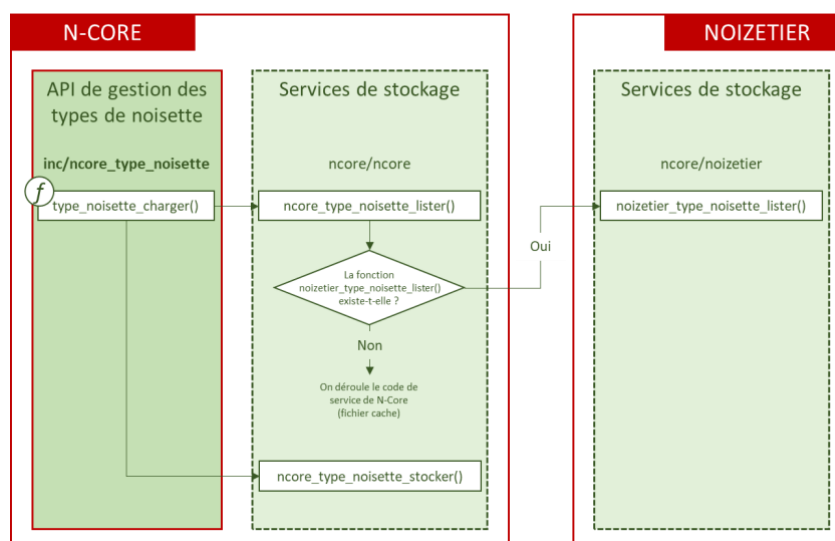 N-CORE
NOIZETIER
API de gestion des
types de noisette
Services de stockage
Services de stockage
inc/ncore_type_noisette
ncore/ncore
ncore/noizetier
f
type_noisette_charger()
ncore_type_noisette_lister()
noizetier_type_noisette_lister()
Oui
La fonction
noizetier_type_noisette_lister()
existe-t-elle ?
Non
On déroule le code de
service de N-Core
(fichier cache)
ncore_type_noisette_stocker()